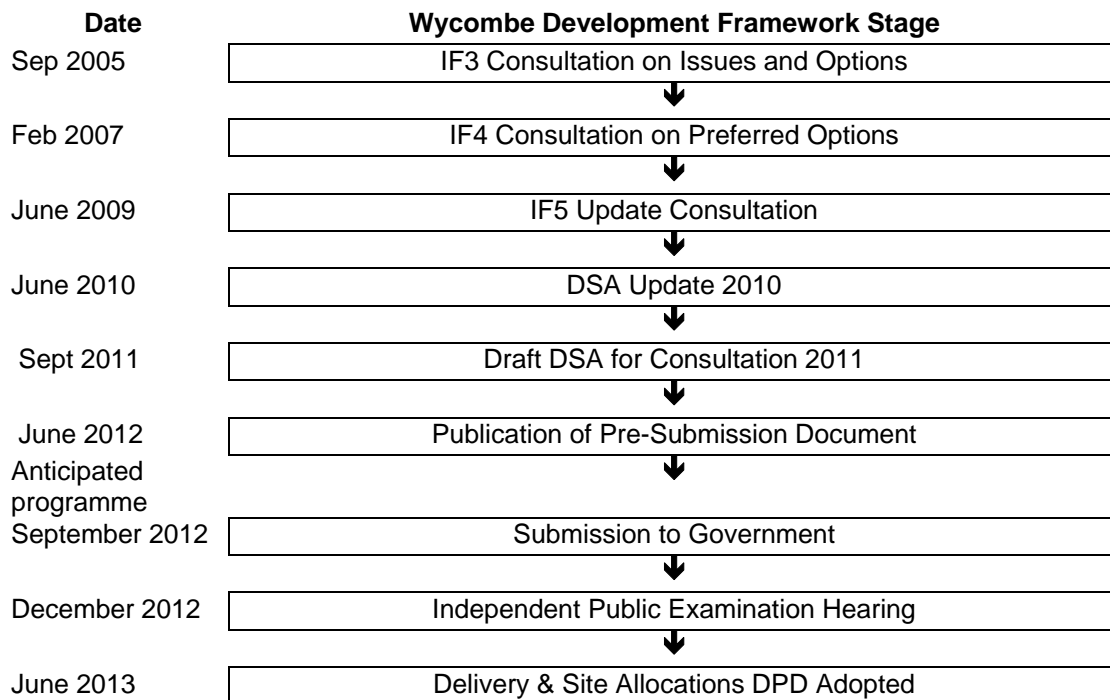 Date Wycombe Development Framework Stage
Sep 2005 IF3 Consultation on Issues and Options
Feb 2007 IF4 Consultation on Preferred Options
June 2009 IF5 Update Consultation
June 2010 DSA Update 2010
Sept 2011 Draft DSA for Consultation 2011
June 2012 Publication of Pre-Submission Document
Anticipated
programme
September 2012 Submission to Government
December 2012 Independent Public Examination Hearing
June 2013 Delivery & Site Allocations DPD Adopted